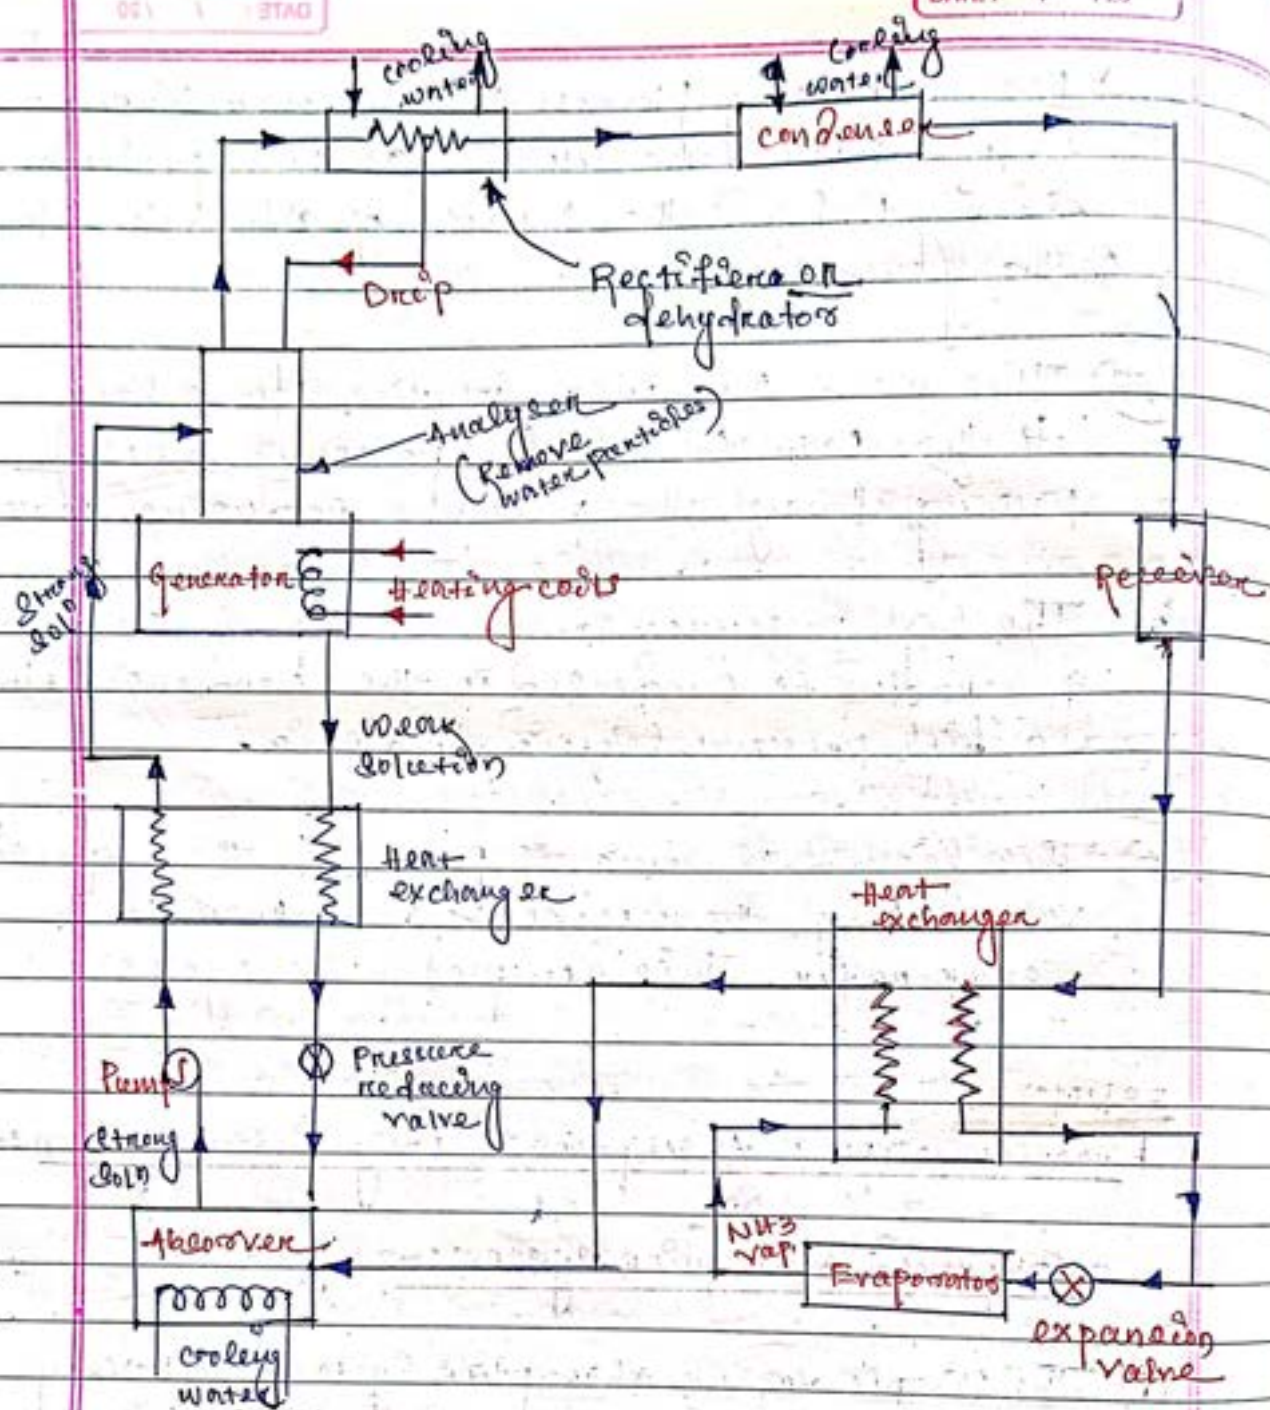 DATE: / /20
cooling
water
cooling
water
condenser
Drip
Rectifier or
dehydrator
Analyser
(Remove
water particles)
Generator
Heating coils
Strong
soln
Receiver
Weak
solution
Heat
exchanger
Heat
exchanger
Pump
Pressure
reducing
valve
Strong
soln
NH3
vap.
Absorver
Evaporator
expansion
valve
cooling
water